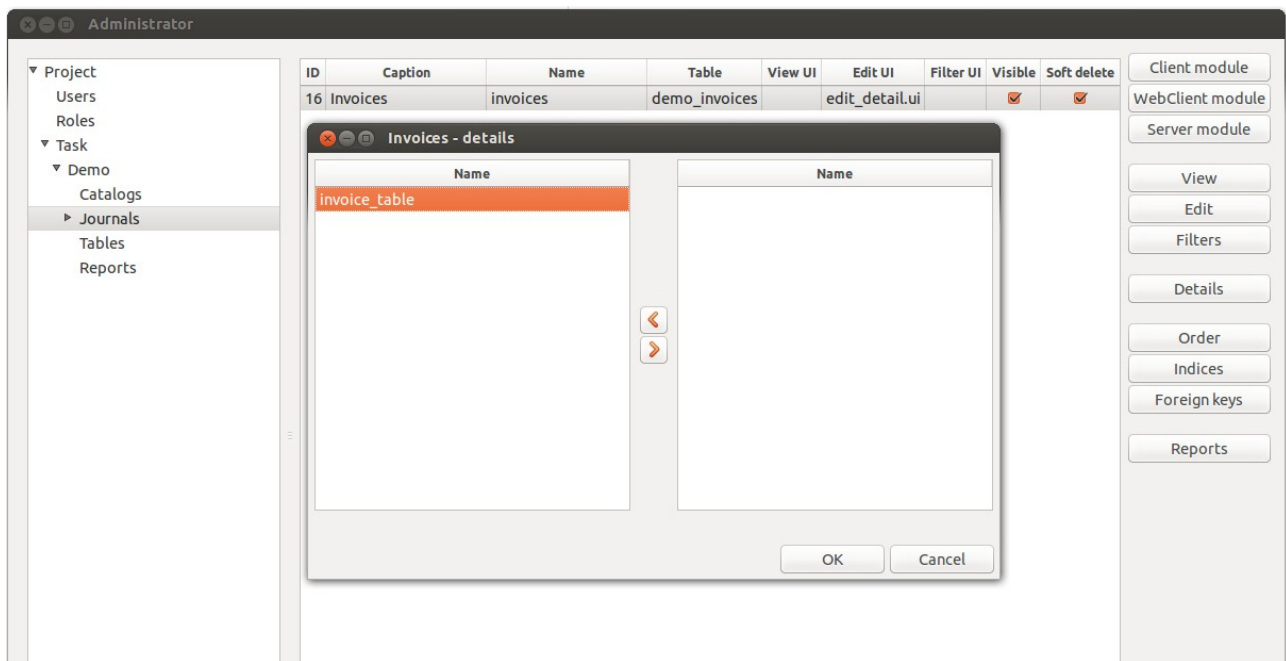 Administrator
Project
Users
Roles
Task
Demo
Catalogs
Journals
Tables
Reports
ID Caption Name Table View UI Edit UI Filter UI Visible Soft delete
16 Invoices invoices demo_invoices edit_detail.ui
Invoices - details
Name
invoice_table
Name
OK Cancel
Client module
WebClient module
Server module
View
Edit
Filters
Details
Order
Indices
Foreign keys
Reports